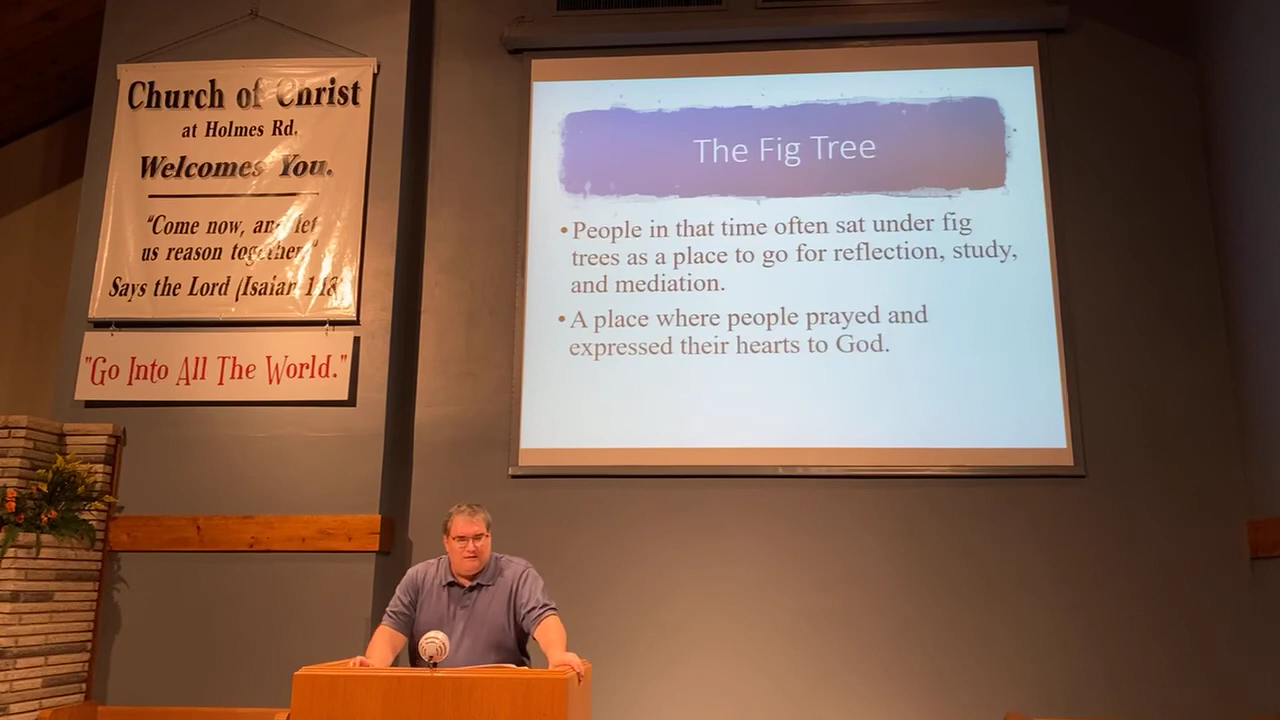 Church of Christ
at Holmes Rd.
Welcomes You.
"Come now, and let
us reason together,"
Says the Lord (Isaiah 1:18)
"Go Into All The World."
The Fig Tree
•People in that time often sat under fig
trees as a place to go for reflection, study,
and mediation.
•A place where people prayed and
expressed their hearts to God.